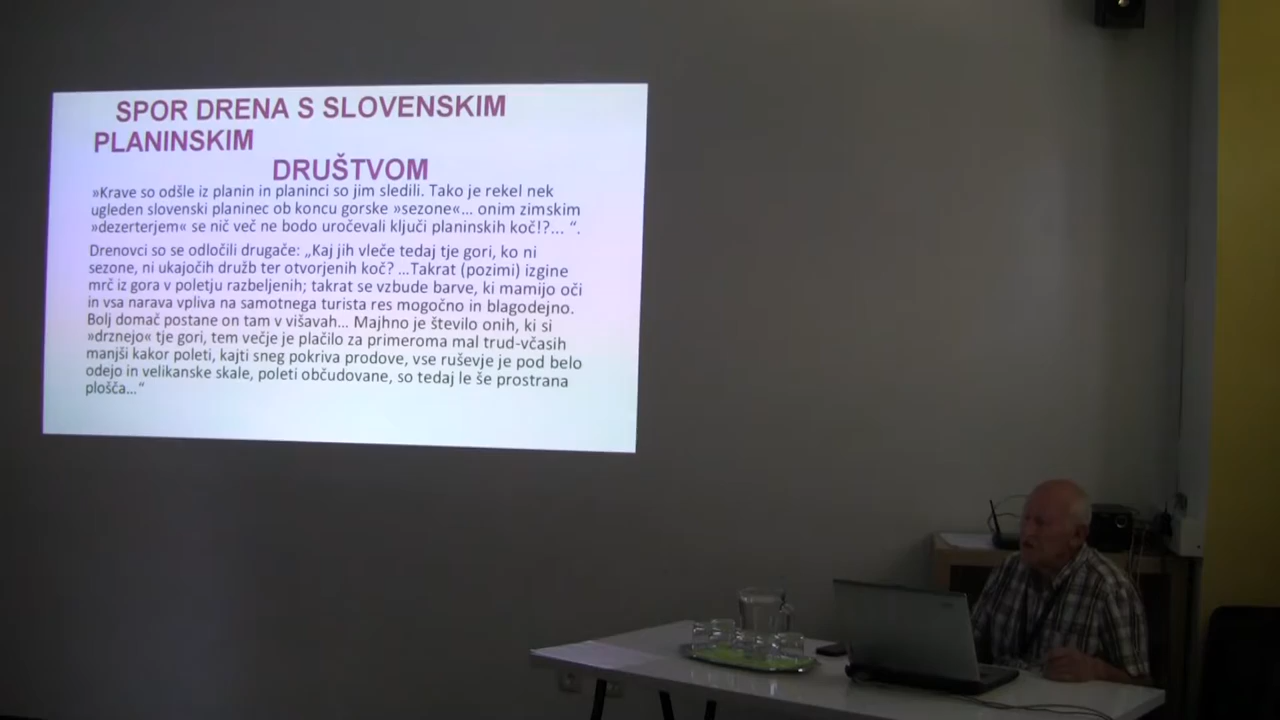 SPOR DRENA S SLOVENSKIM
PLANINSKIM
DRUŠTVOM
»Krave so odšle iz planin in planinci so jim sledili. Tako je rekel nek
ugleden slovenski planinec ob koncu gorske »sezone«... onim zimskim
»dezerterjem« se nič več ne bodo uročevali ključi planinskih koč!?... “.
Drenovci so se odločili drugače: „Kaj jih vleče tedaj tje gori, ko ni
sezone, ni ukajočih družb ter otvorjenih koč? ...Takrat (pozimi) izgine
mrč iz gora v poletju razbeljenih; takrat se vzbude barve, ki mamijo oči
in vsa narava vpliva na samotnega turista res mogočno in blagodejno.
Bolj domač postane on tam v višavah... Majhno je število onih, ki si
»drznejo« tje gori, tem večje je plačilo za primeroma mal trud-včasih
manjši kakor poleti, kajti sneg pokriva prodove, vse ruševje je pod belo
odejo in velikanske skale, poleti občudovane, so tedaj le še prostrana
plošča...“